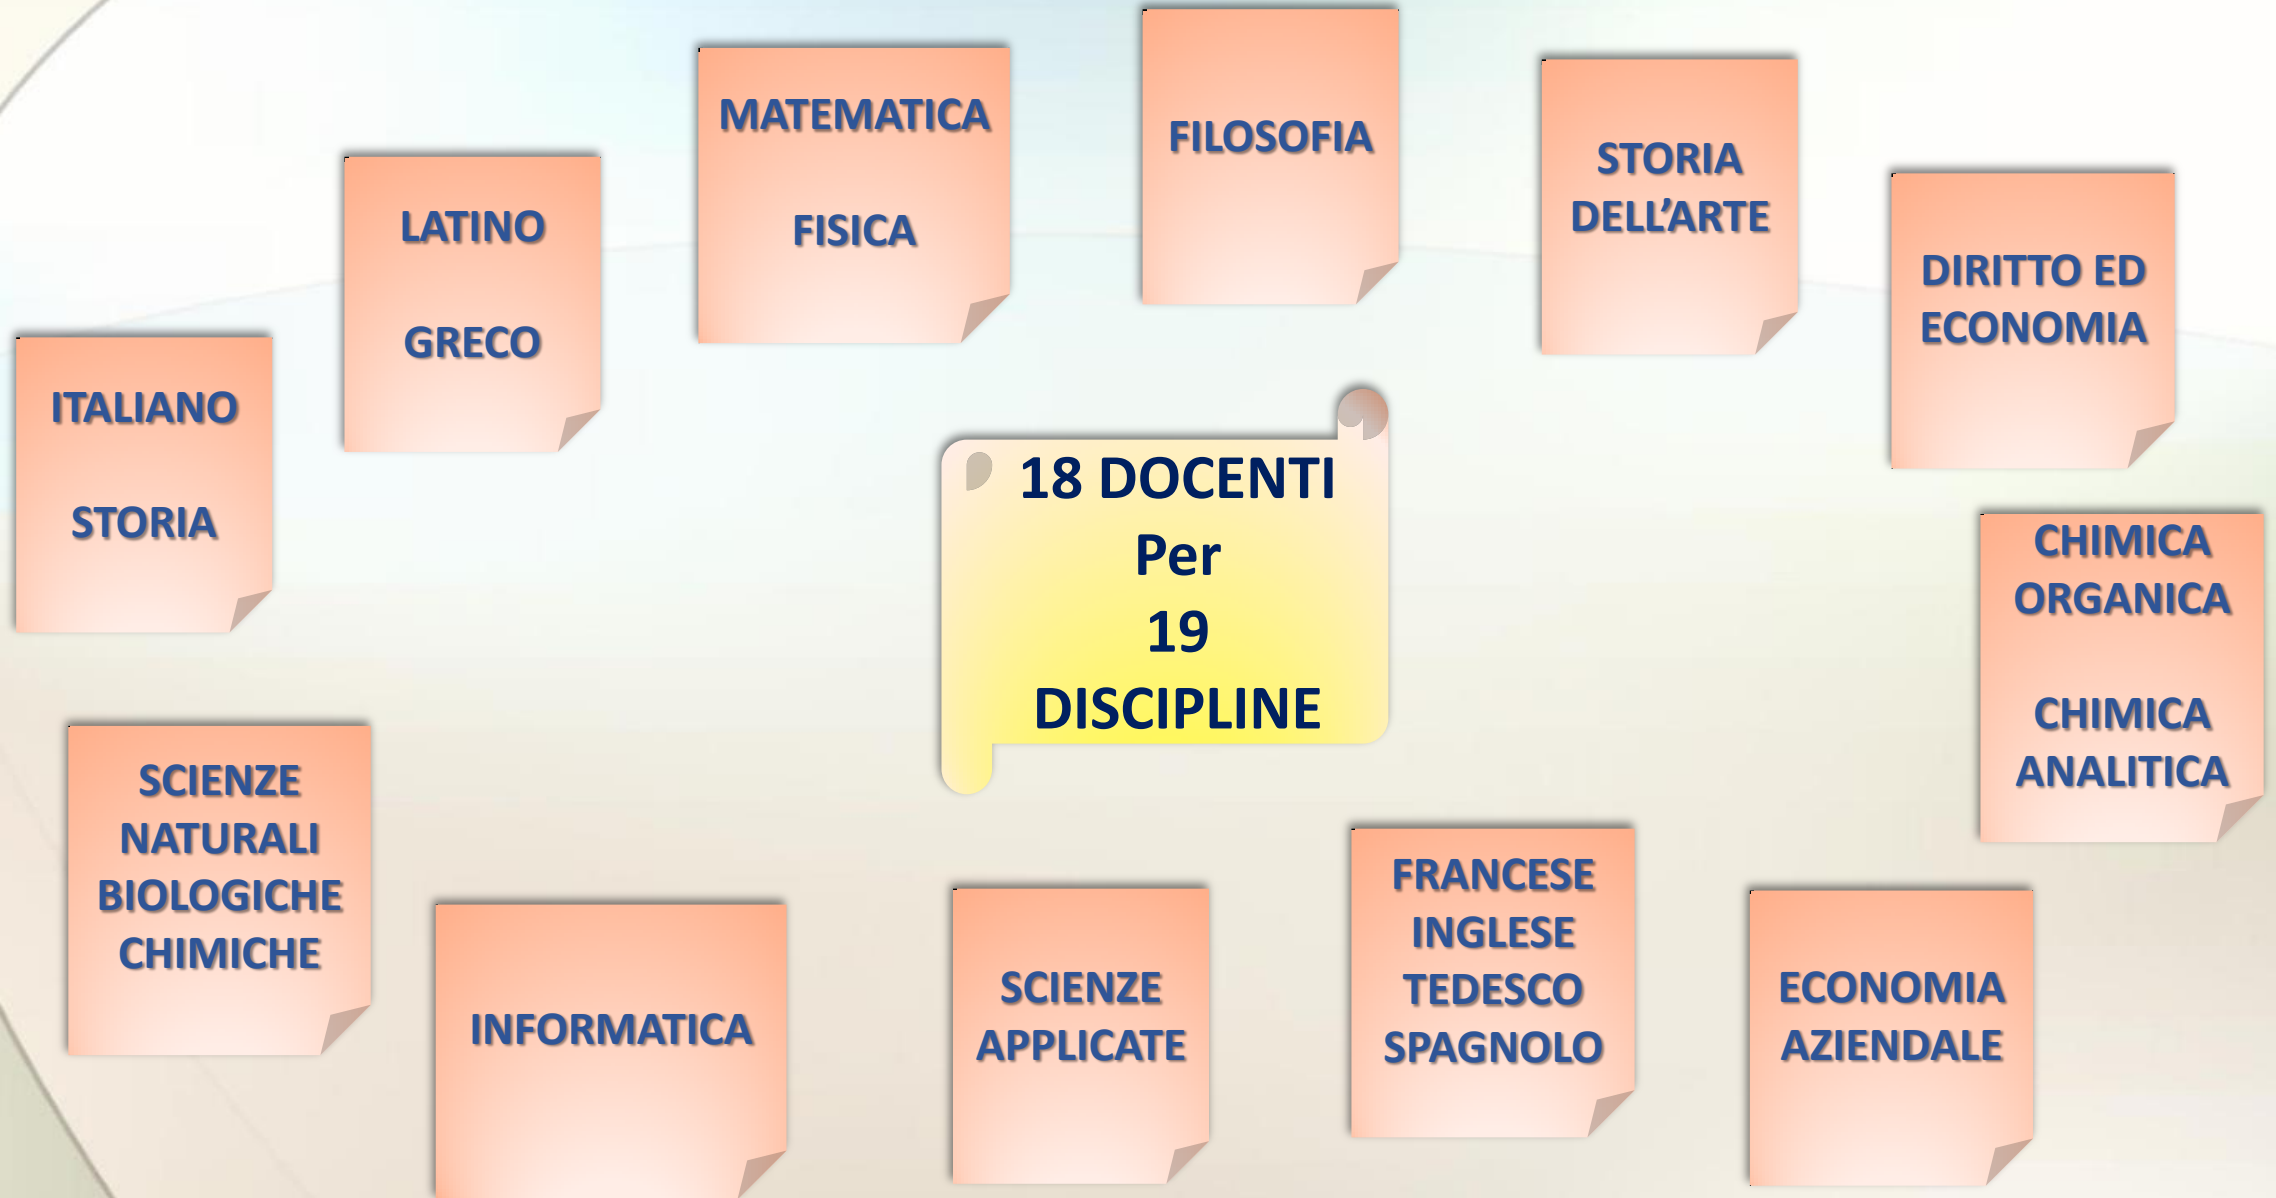 MATEMATICA
FISICA
FILOSOFIA
STORIA
DELL'ARTE
LATINO
GRECO
DIRITTO ED
ECONOMIA
ITALIANO
STORIA
18 DOCENTI
Per
19
DISCIPLINE
CHIMICA
ORGANICA
CHIMICA
ANALITICA
SCIENZE
NATURALI
BIOLOGICHE
CHIMICHE
INFORMATICA
SCIENZE
APPLICATE
FRANCESE
INGLESE
TEDESCO
SPAGNOLO
ECONOMIA
AZIENDALE